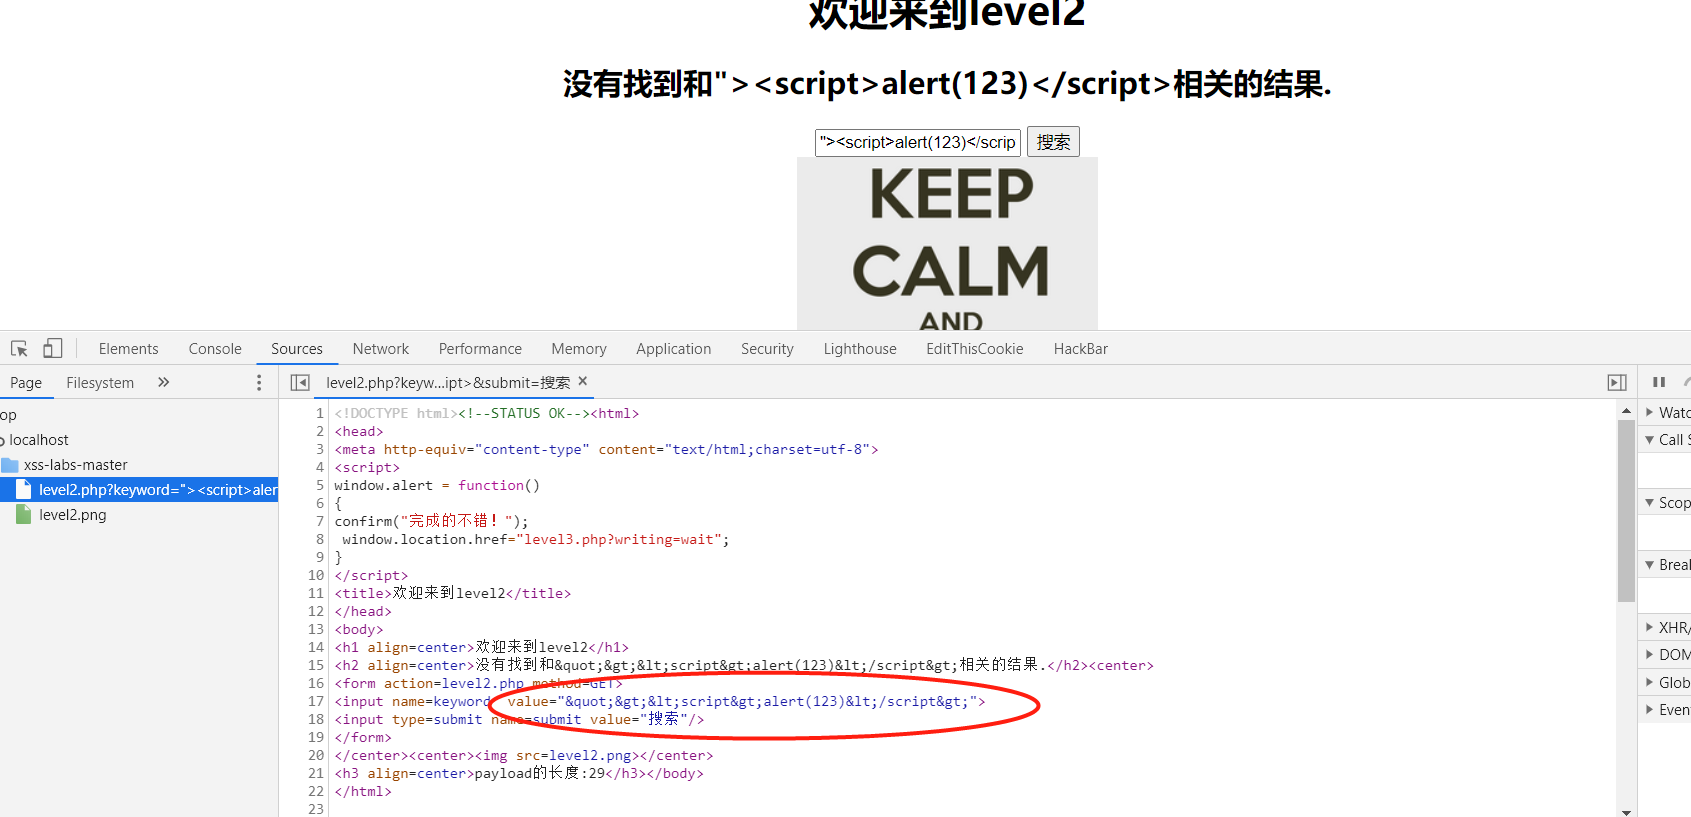 欢迎来到level2
没有找到和"><script>alert(123)</script>相关的结果.
"><script>alert(123)</scrip 搜索
KEEP
CALM
AND
Elements Console Sources Network Performance Memory Application Security Lighthouse EditThisCookie HackBar
Page Filesystem » level2.php?keyw...ipt>&submit=搜索 ×
op
localhost
xss-labs-master
level2.php?keyword="><script>aler
level2.png
1 <!DOCTYPE html><!--STATUS OK--><html>
2 <head>
3 <meta http-equiv="content-type" content="text/html;charset=utf-8">
4 <script>
5 window.alert = function()
6 {
7 confirm("完成的不错！");
8  window.location.href="level3.php?writing=wait";
9 }
10 </script>
11 <title>欢迎来到level2</title>
12 </head>
13 <body>
14 <h1 align=center>欢迎来到level2</h1>
15 <h2 align=center>没有找到和&quot;&gt;&lt;script&gt;alert(123)&lt;/script&gt;相关的结果.</h2><center>
16 <form action=level2.php method=GET>
17 <input name=keyword  value="&quot;&gt;&lt;script&gt;alert(123)&lt;/script&gt;">
18 <input type=submit name=submit value="搜索"/>
19 </form>
20 </center><center><img src=level2.png></center>
21 <h3 align=center>payload的长度:29</h3></body>
22 </html>
23
Watc
Call S
Scop
Breal
XHR/
DOM
Glob
Even